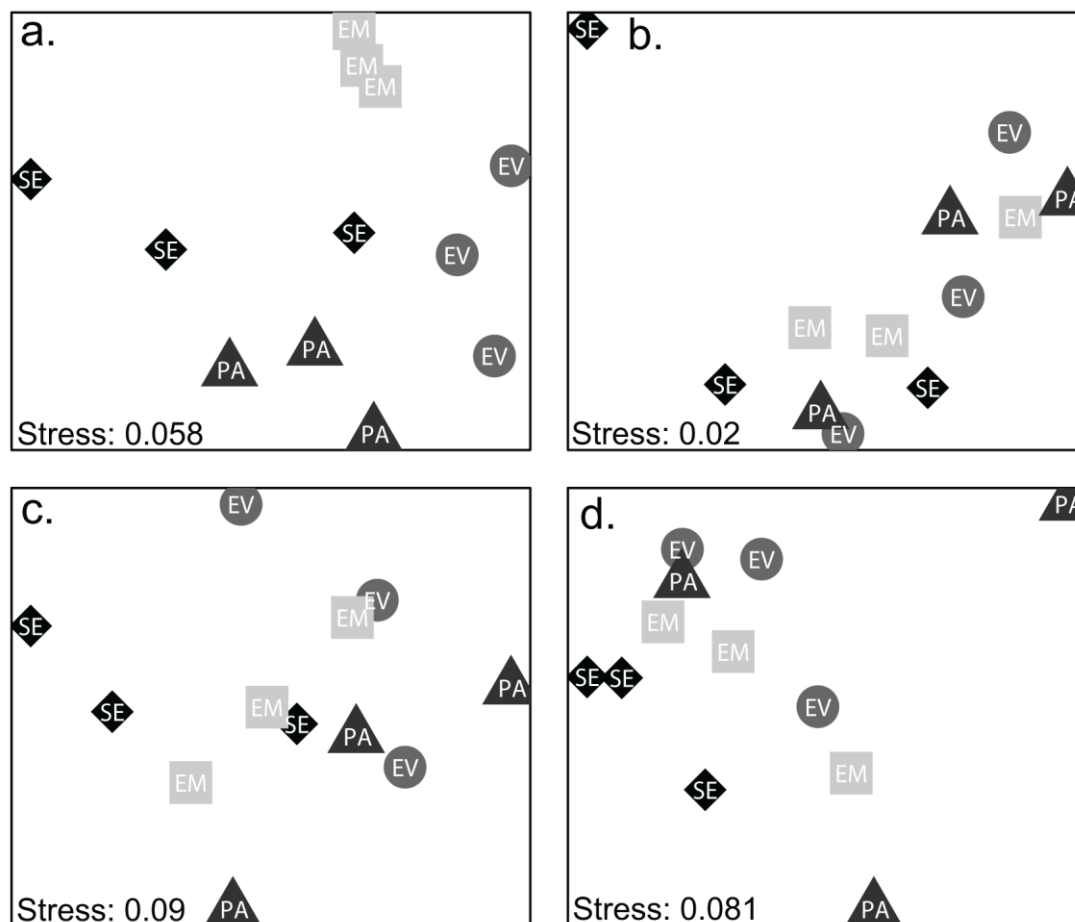 a.
EM
EM
EM
EV
SE
SE
SE
EV
PA
PA
EV
PA
Stress: 0.058
b.
SE
EV
PA
PA
EM
EV
EM
EM
SE
SE
PA
EV
Stress: 0.02
c.
EV
EV
EM
SE
PA
EM
SE
SE
PA
EV
EM
PA
Stress: 0.09
d.
PA
EV
EV
PA
EM
EM
SE
SE
EV
EM
SE
PA
Stress: 0.081